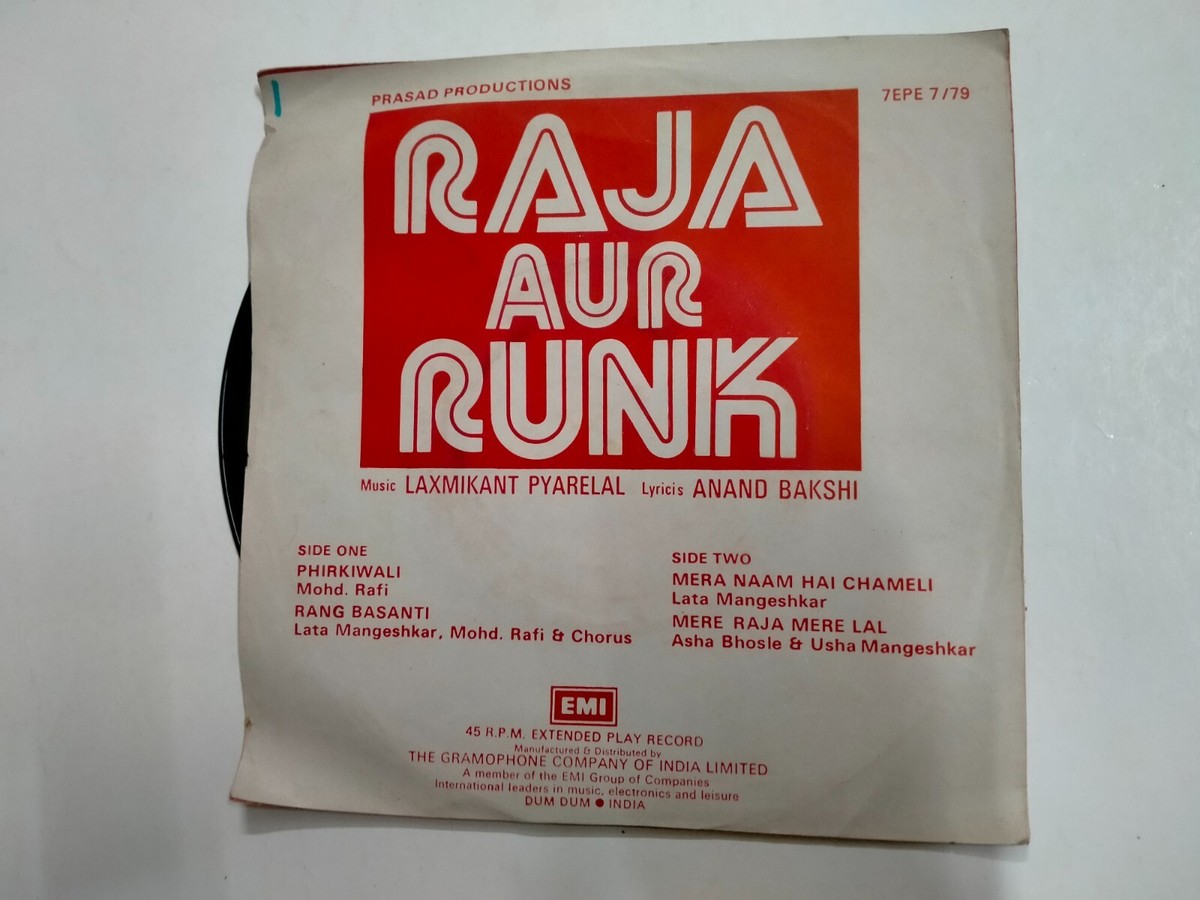 PRASAD PRODUCTIONS
7EPE 7/79
RAJA
AUR
RUNK
Music LAXMIKANT PYARELAL Lyricis ANAND BAKSHI
SIDE ONE
PHIRKIWALI
Mohd. Rafi
RANG BASANTI
Lata Mangeshkar, Mohd. Rafi & Chorus
SIDE TWO
MERA NAAM HAI CHAMELI
Lata Mangeshkar
MERE RAJA MERE LAL
Asha Bhosle & Usha Mangeshkar
EMI
45 R.P.M. EXTENDED PLAY RECORD
Manufactured & Distributed by
THE GRAMOPHONE COMPANY OF INDIA LIMITED
A member of the EMI Group of Companies
International leaders in music, electronics and leisure
DUM DUM ● INDIA